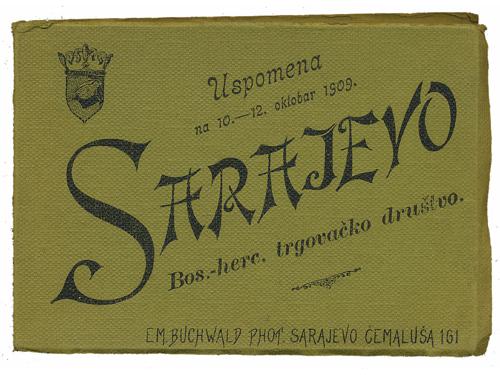 Uspomena
na 10.—12. oktobar 1909.
SARAJEVO
Bos.-herc. trgovačko društvo.
EM. BUCHWALD PHOT. SARAJEVO ČEMALUŠA 161